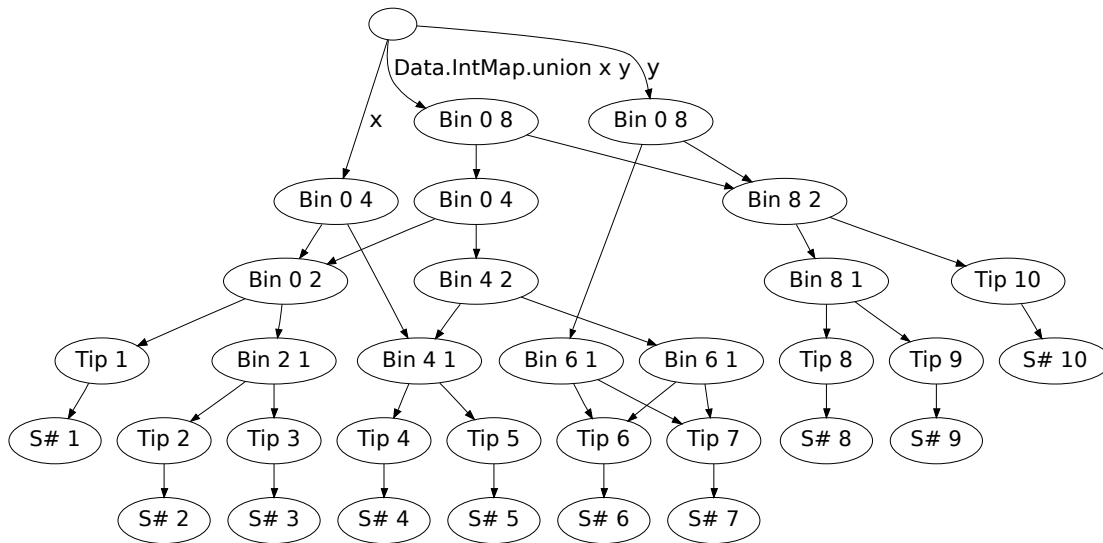 Data.IntMap.union x y
y
x
Bin 0 8
Bin 0 8
Bin 0 4
Bin 0 4
Bin 8 2
Bin 0 2
Bin 4 2
Bin 8 1
Tip 10
Tip 1
Bin 2 1
Bin 4 1
Bin 6 1
Bin 6 1
Tip 8
Tip 9
S# 10
S# 1
Tip 2
Tip 3
Tip 4
Tip 5
Tip 6
Tip 7
S# 8
S# 9
S# 2
S# 3
S# 4
S# 5
S# 6
S# 7